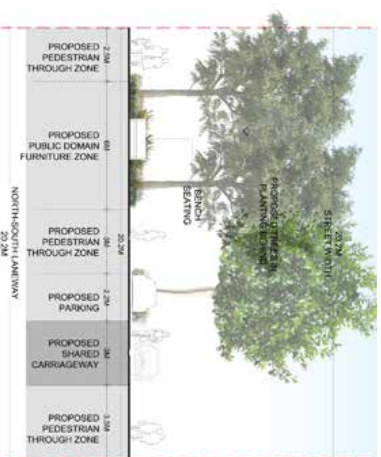 PROPOSED
PEDESTRIAN
THROUGH ZONE
2.5M
PROPOSED
PUBLIC DOMAIN
FURNITURE ZONE
6M
PROPOSED
PEDESTRIAN
THROUGH ZONE
3M
20.2M
PROPOSED
PARKING
2.2M
PROPOSED
SHARED
CARRIAGEWAY
3M
PROPOSED
PEDESTRIAN
THROUGH ZONE
3.5M
NORTH-SOUTH LANEWAY
20.2M
BENCH
SEATING
PROPOSED TREES IN
PLANTING
20.2M
STREET WIDTH